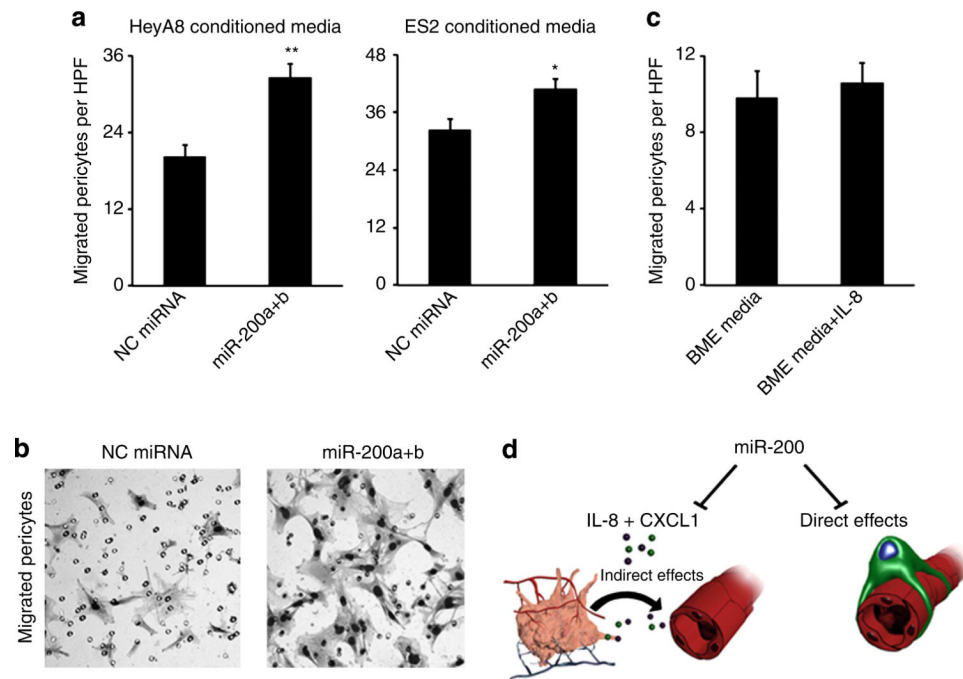 a
HeyA8 conditioned media
Migrated pericytes per HPF
36
24
12
0
**
NC miRNA
miR-200a+b
ES2 conditioned media
48
36
24
12
0
*
NC miRNA
miR-200a+b
c
Migrated pericytes per HPF
12
10
8
4
0
BME media
BME media+IL-8
b
NC miRNA
miR-200a+b
Migrated pericytes
d
miR-200
IL-8 + CXCL1
Direct effects
Indirect effects